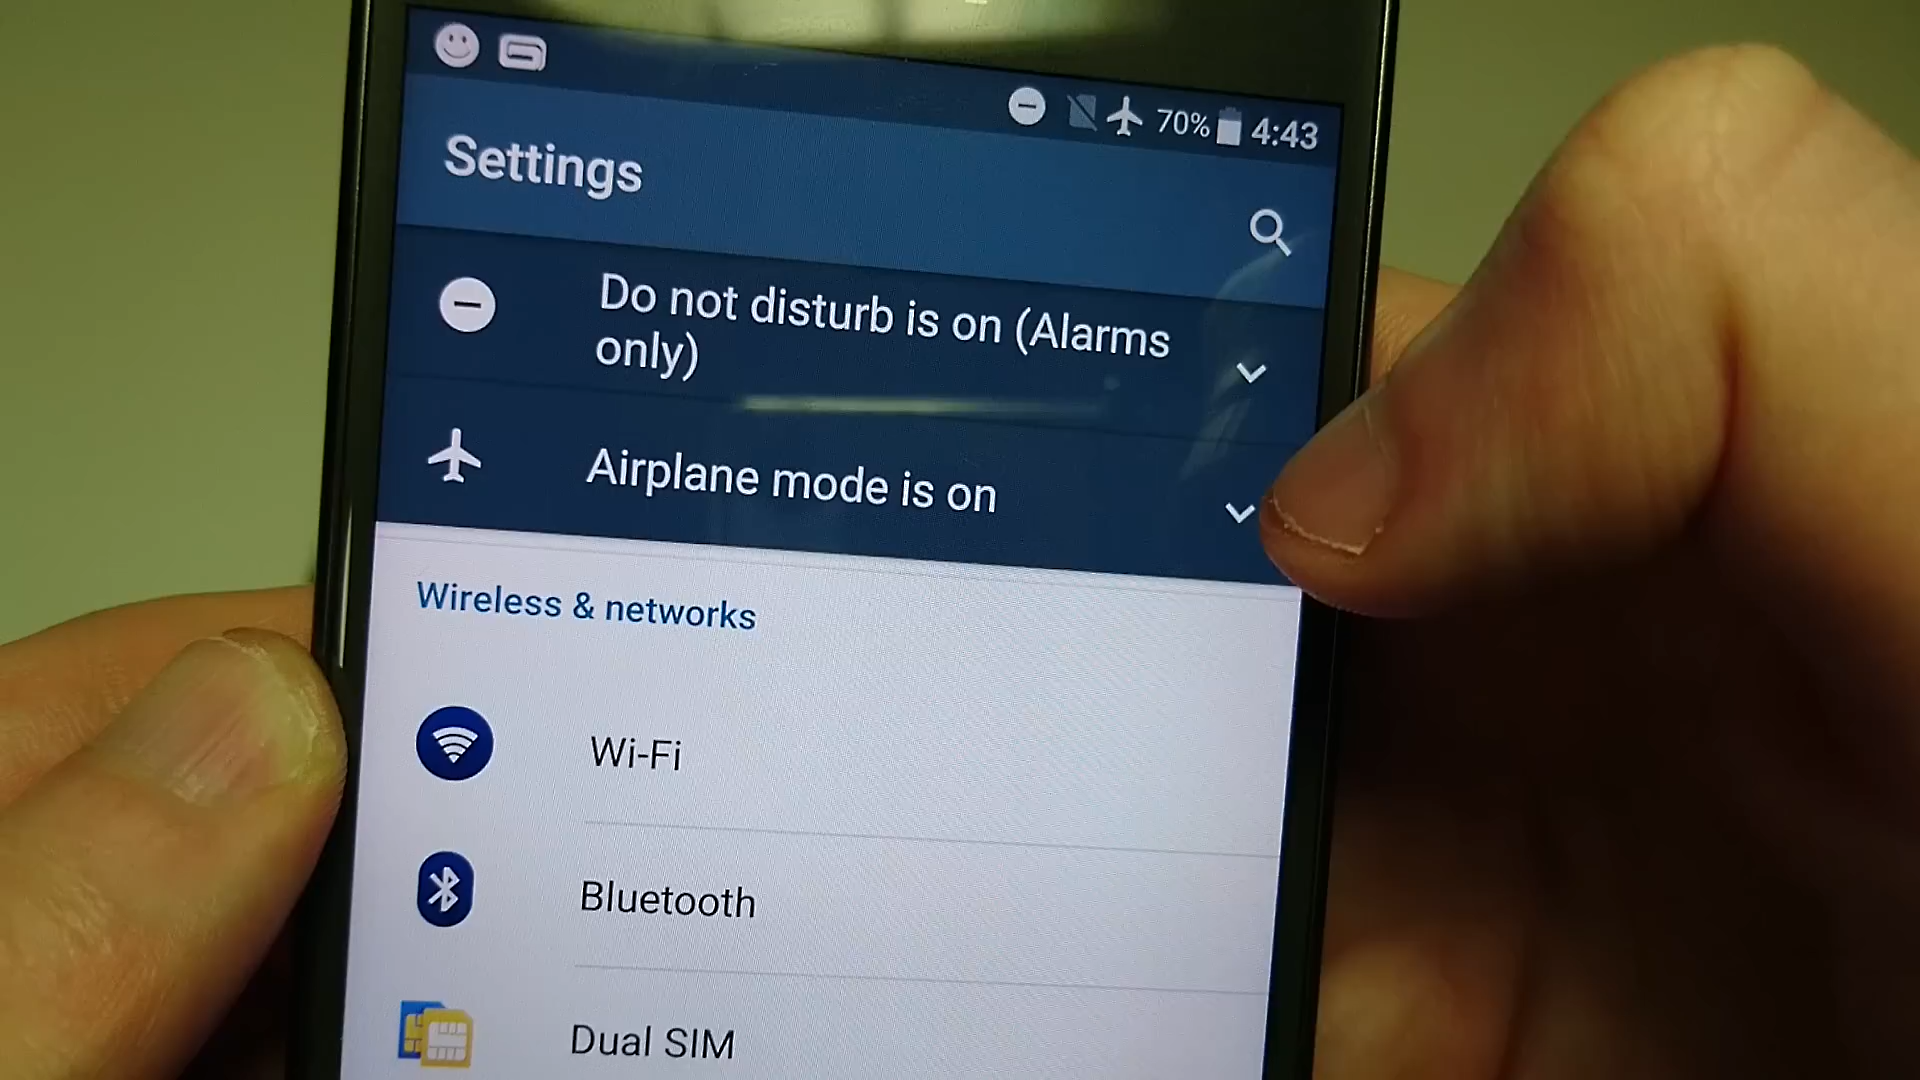 70% 4:43
Settings
Do not disturb is on (Alarms
only)
Airplane mode is on
Wireless & networks
Wi-Fi
Bluetooth
Dual SIM